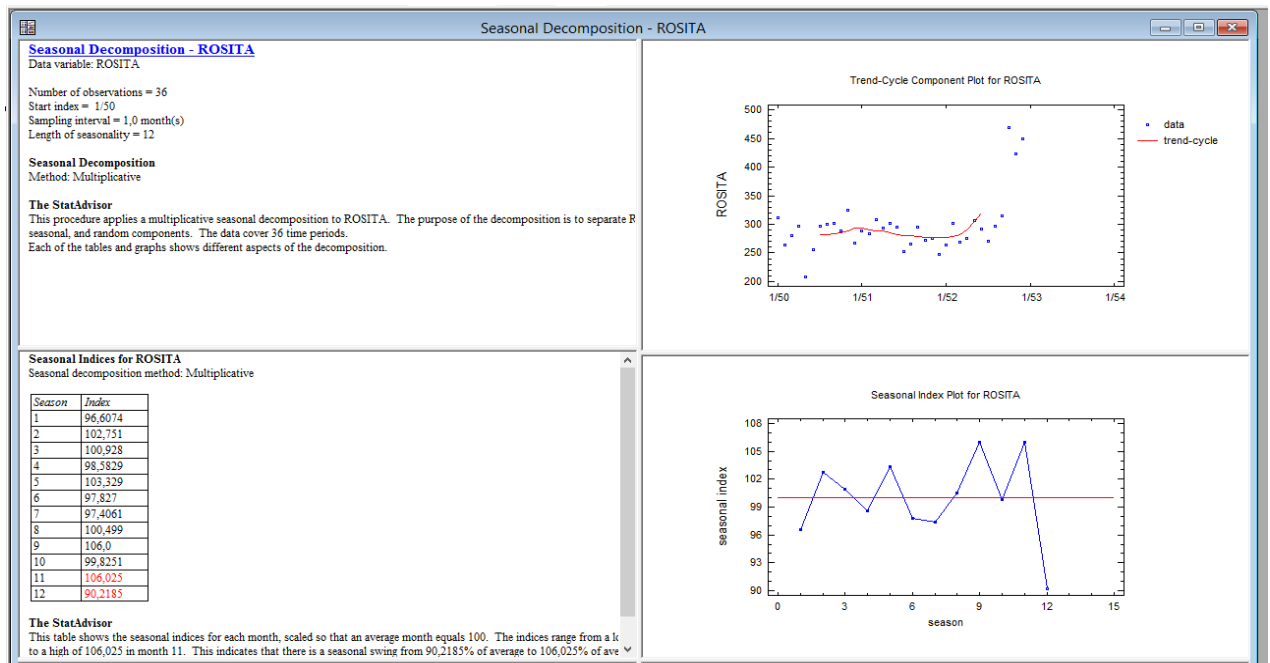 Seasonal Decomposition - ROSITA
Seasonal Decomposition - ROSITA
Data variable: ROSITA
Number of observations = 36
Start index = 1/50
Sampling interval = 1,0 month(s)
Length of seasonality = 12
Seasonal Decomposition
Method: Multiplicative
The StatAdvisor
This procedure applies a multiplicative seasonal decomposition to ROSITA. The purpose of the decomposition is to separate R
seasonal, and random components. The data cover 36 time periods.
Each of the tables and graphs shows different aspects of the decomposition.
Trend-Cycle Component Plot for ROSITA
ROSITA
500
450
400
350
300
250
200
1/50 1/51 1/52 1/53 1/54
data
trend-cycle
Seasonal Indices for ROSITA
Seasonal decomposition method: Multiplicative
Season Index
1 96,6074
2 102,751
3 100,928
4 98,5829
5 103,329
6 97,827
7 97,4061
8 100,499
9 106,0
10 99,8251
11 106,025
12 90,2185
The StatAdvisor
This table shows the seasonal indices for each month, scaled so that an average month equals 100. The indices range from a lo
to a high of 106,025 in month 11. This indicates that there is a seasonal swing from 90,2185% of average to 106,025% of ave
Seasonal Index Plot for ROSITA
seasonal index
108
105
102
99
96
93
90
0 3 6 9 12 15
season